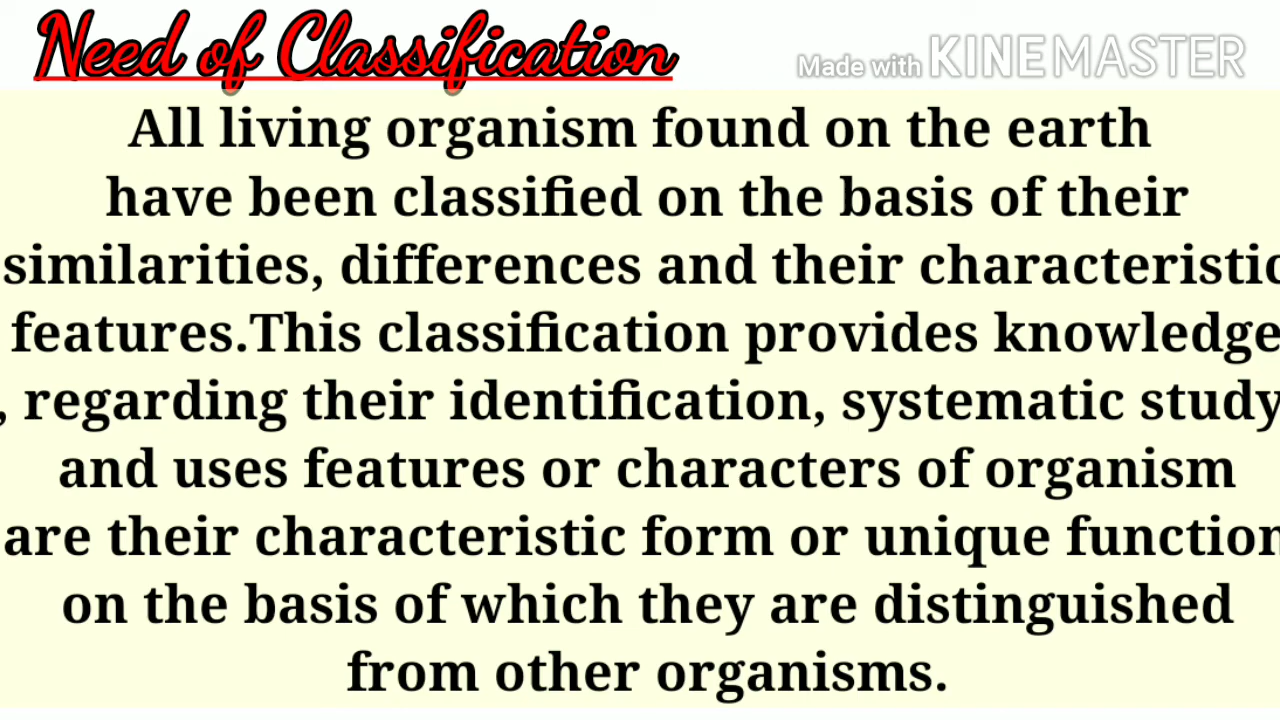 Need of Classification
Made with KINEMASTER
All living organism found on the earth
have been classified on the basis of their
similarities, differences and their characteristic
features.This classification provides knowledge
, regarding their identification, systematic study
and uses features or characters of organism
are their characteristic form or unique function
on the basis of which they are distinguished
from other organisms.